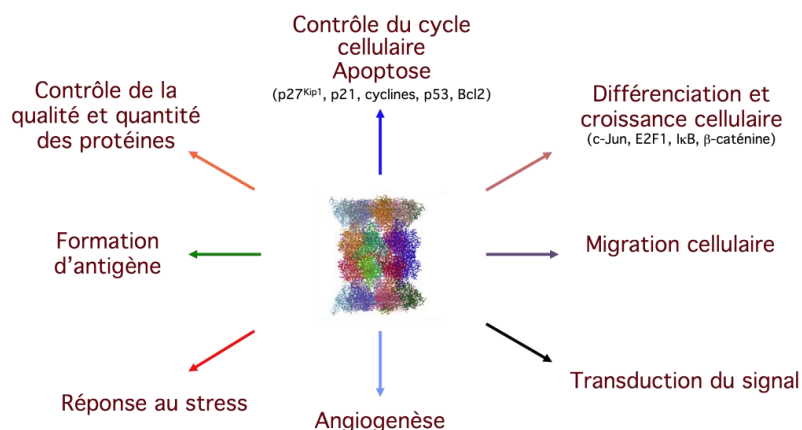 Contrôle du cycle
cellulaire
Apoptose
(p27Kip1, p21, cyclines, p53, Bcl2)
Contrôle de la
qualité et quantité
des protéines
Différenciation et
croissance cellulaire
(c-Jun, E2F1, IκB, β-caténine)
Formation
d’antigène
Migration cellulaire
Réponse au stress
Angiogenèse
Transduction du signal